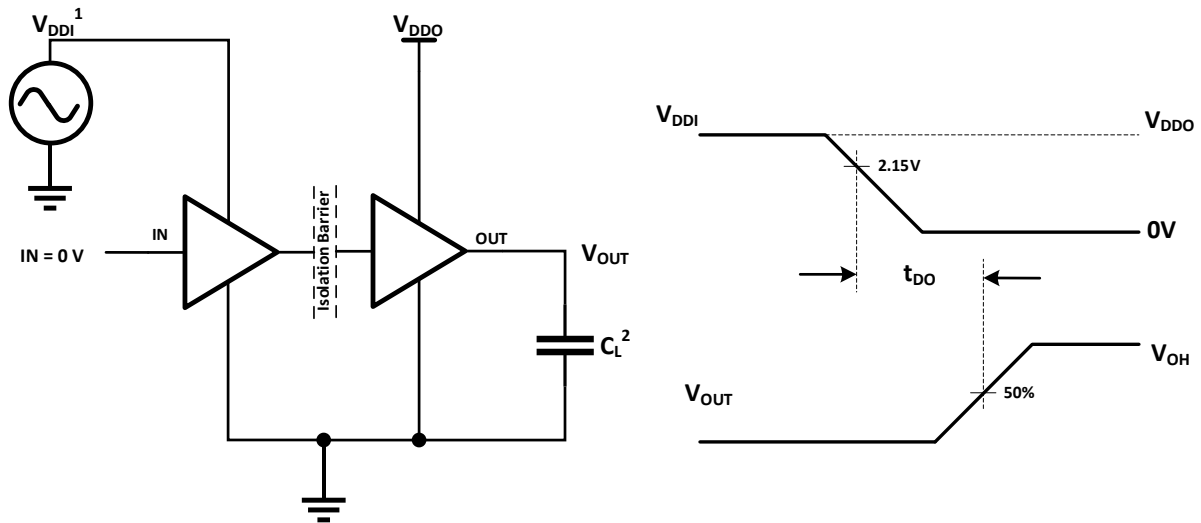 VDDI1
VDDO
IN = 0 V
IN
Isolation Barrier
OUT
VOUT
CL2
VDDI
VDDO
2.15V
0V
tDO
VOUT
VOH
50%